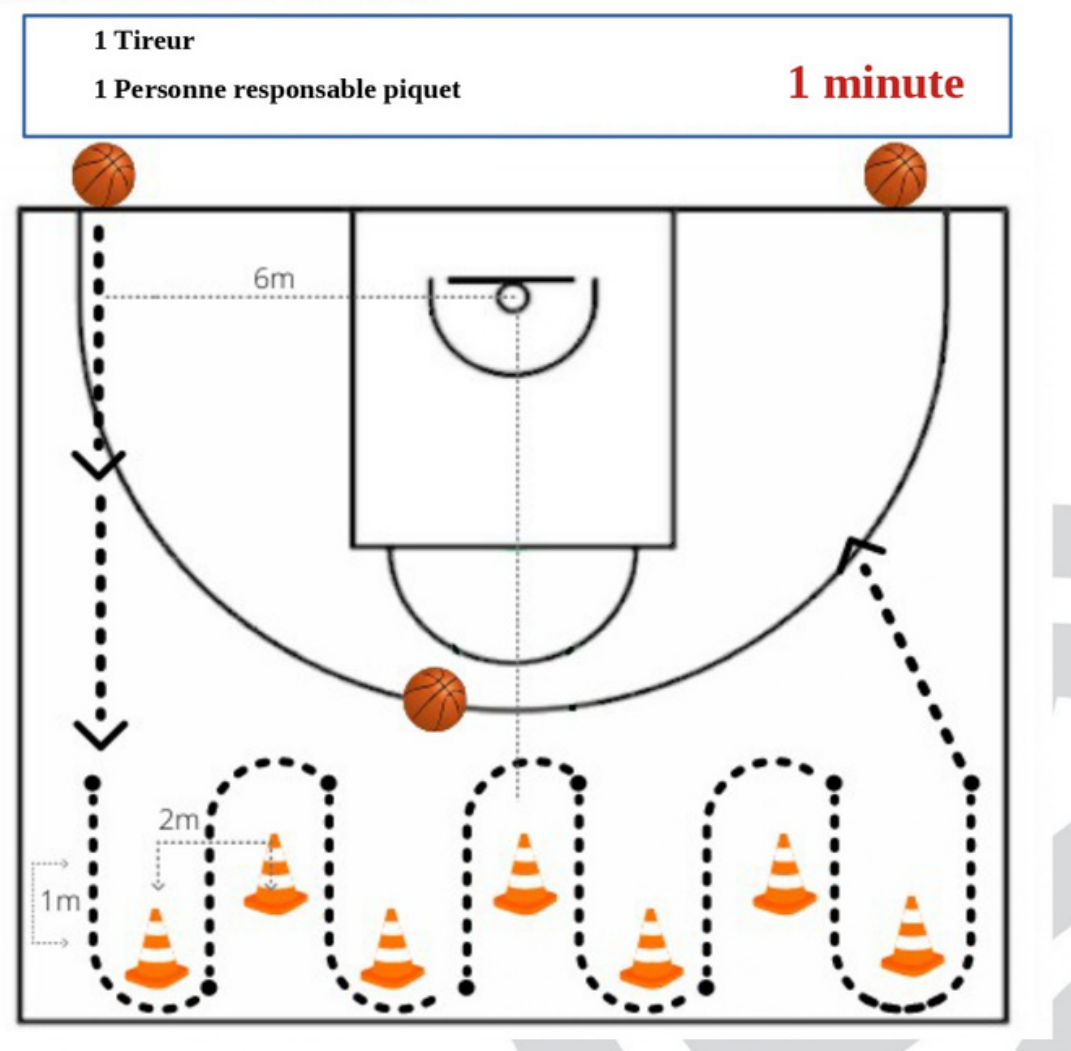 1 Tireur
1 Personne responsable piquet
1 minute
6m
2m
1m